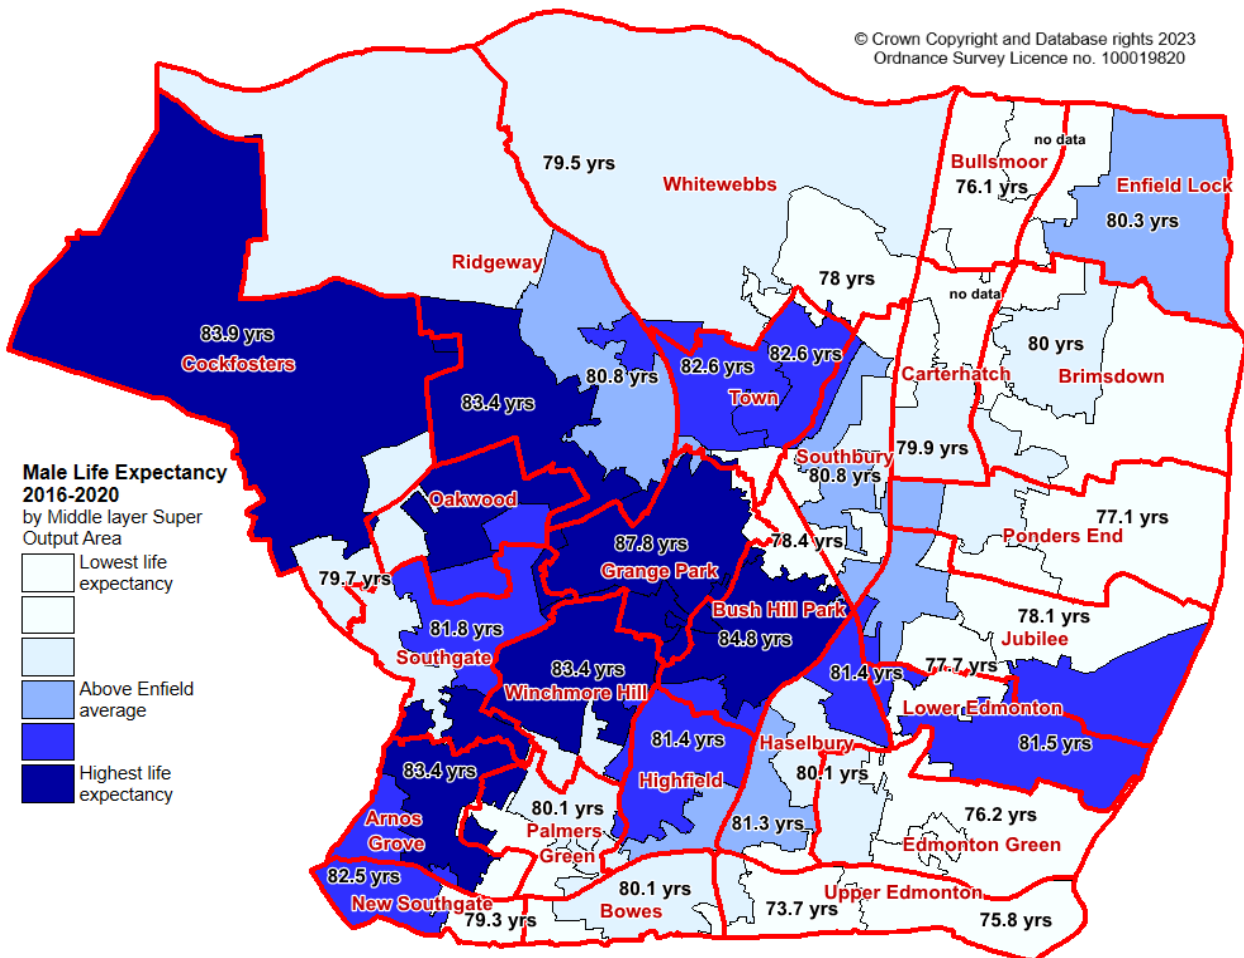 © Crown Copyright and Database rights 2023
Ordnance Survey Licence no. 100019820
no data
Bullsmoor
79.5 yrs
Whitewebbs
76.1 yrs
Enfield Lock
80.3 yrs
Ridgeway
78 yrs
no data
83.9 yrs
Cockfosters
80.8 yrs
82.6 yrs
82.6 yrs
80 yrs
Carterhatch
Brimsdown
83.4 yrs
Town
79.9 yrs
Southbury
80.8 yrs
Male Life Expectancy
2016-2020
by Middle layer Super
Output Area
Lowest life
expectancy
Above Enfield
average
Highest life
expectancy
Oakwood
77.1 yrs
Ponders End
87.8 yrs
Grange Park
78.4 yrs
79.7 yrs
Bush Hill Park
84.8 yrs
78.1 yrs
Jubilee
81.8 yrs
Southgate
83.4 yrs
Winchmore Hill
81.4 yrs
77.7 yrs
Lower Edmonton
81.5 yrs
81.4 yrs
Highfield
Haselbury
80.1 yrs
83.4 yrs
Arnos
Grove
80.1 yrs
Palmers
Green
81.3 yrs
76.2 yrs
Edmonton Green
82.5 yrs
New Southgate
79.3 yrs
80.1 yrs
Bowes
73.7 yrs
Upper Edmonton
75.8 yrs